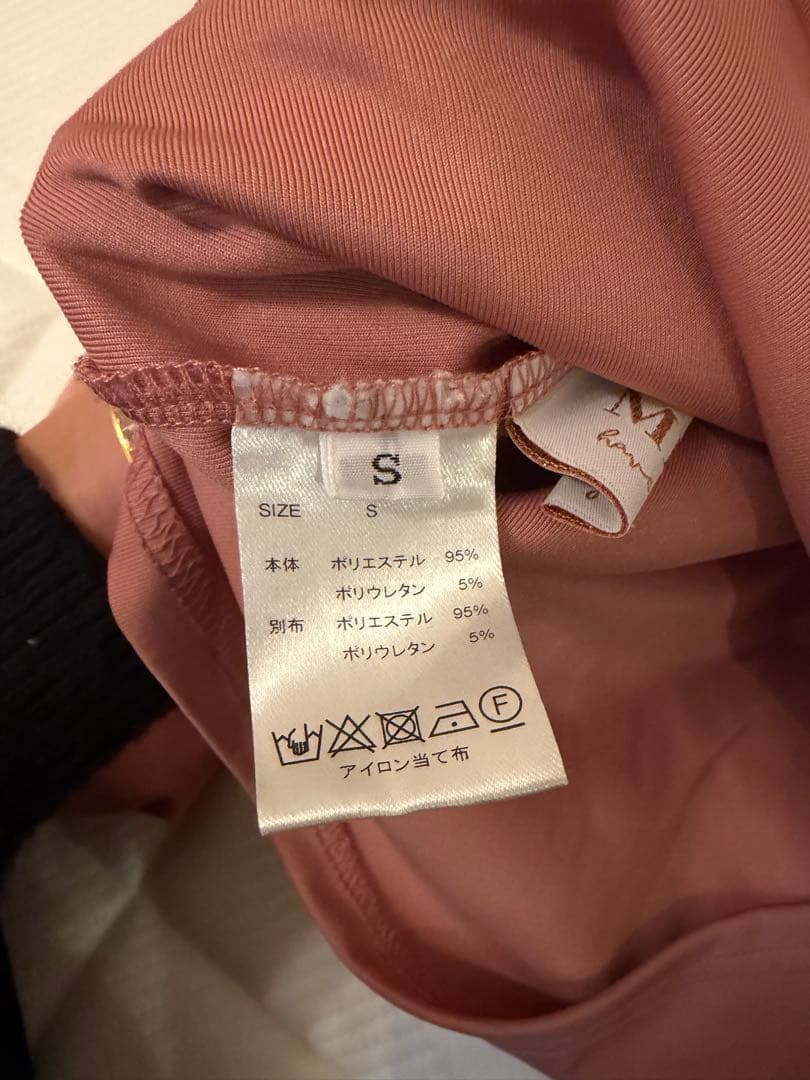 S
SIZE S
本体 ポリエステル 95%
ポリウレタン 5%
別布 ポリエステル 95%
ポリウレタン 5%
F
アイロン当て布
M